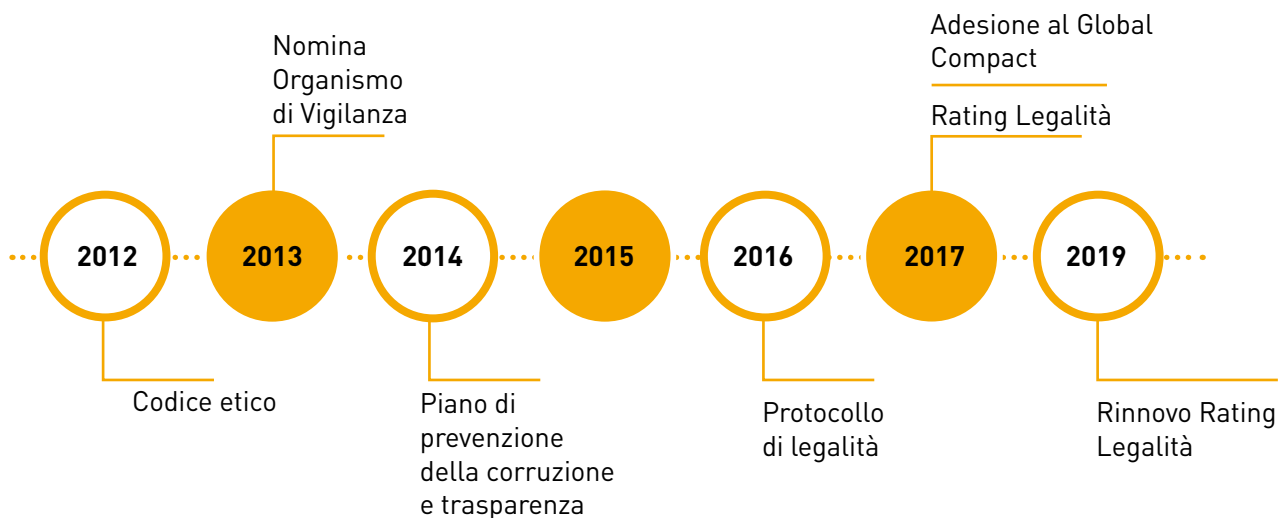 Nomina
Organismo
di Vigilanza
Adesione al Global
Compact
Rating Legalità
2012
2013
2014
2015
2016
2017
2019
Codice etico
Piano di
prevenzione
della corruzione
e trasparenza
Protocollo
di legalità
Rinnovo Rating
Legalità